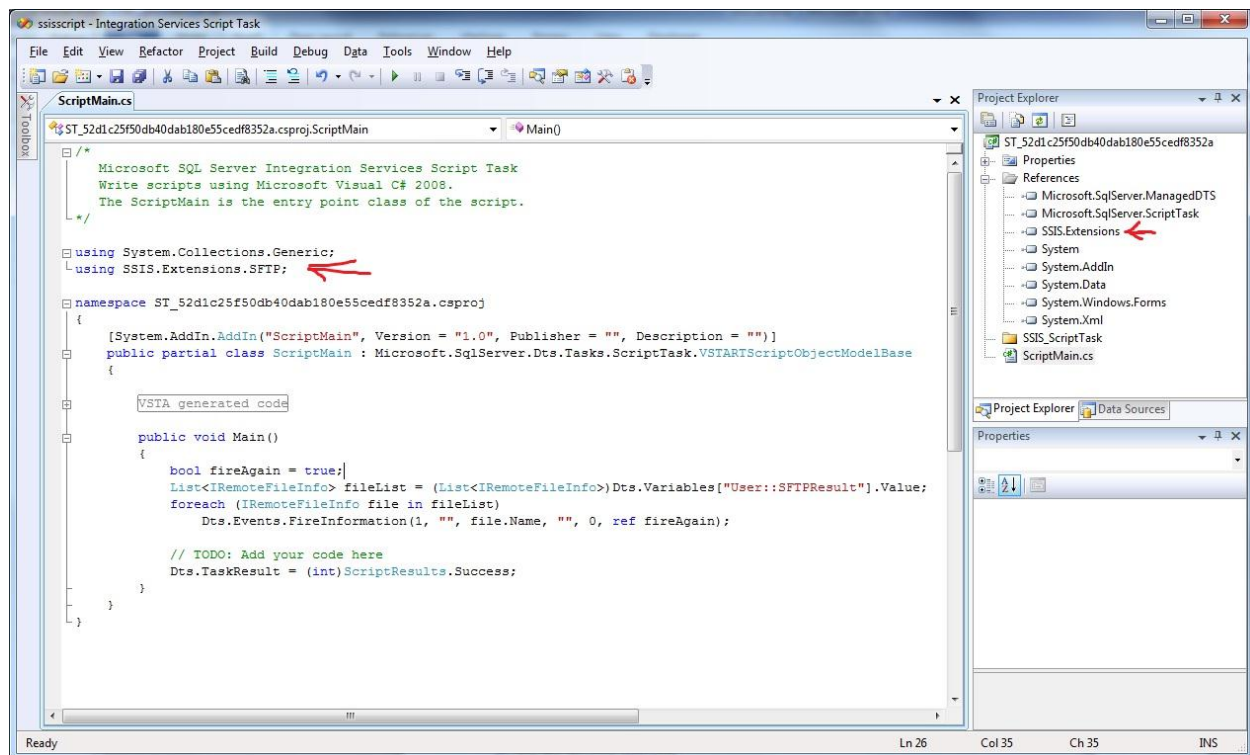 ssisscript - Integration Services Script Task
File Edit View Refactor Project Build Debug Data Tools Window Help
Toolbox
ScriptMain.cs
ST_52d1c25f50db40dab180e55cedf8352a.csproj.ScriptMain
Main()
/*
Microsoft SQL Server Integration Services Script Task
Write scripts using Microsoft Visual C# 2008.
The ScriptMain is the entry point class of the script.
*/
using System.Collections.Generic;
using SSIS.Extensions.SFTP;
namespace ST_52d1c25f50db40dab180e55cedf8352a.csproj
{
[System.AddIn.AddIn("ScriptMain", Version = "1.0", Publisher = "", Description = "")]
public partial class ScriptMain : Microsoft.SqlServer.Dts.Tasks.ScriptTask.VSTARTScriptObjectModelBase
{
VSTA generated code
public void Main()
{
bool fireAgain = true;
List<IRemoteFileInfo> fileList = (List<IRemoteFileInfo>)Dts.Variables["User::SFTPResult"].Value;
foreach (IRemoteFileInfo file in fileList)
Dts.Events.FireInformation(1, "", file.Name, "", 0, ref fireAgain);
// TODO: Add your code here
Dts.TaskResult = (int)ScriptResults.Success;
}
}
}
Project Explorer
ST_52d1c25f50db40dab180e55cedf8352a
Properties
References
Microsoft.SqlServer.ManagedDTS
Microsoft.SqlServer.ScriptTask
SSIS.Extensions
System
System.AddIn
System.Data
System.Windows.Forms
System.Xml
SSIS_ScriptTask
ScriptMain.cs
Project Explorer Data Sources
Properties
Ready Ln 26 Col 35 Ch 35 INS